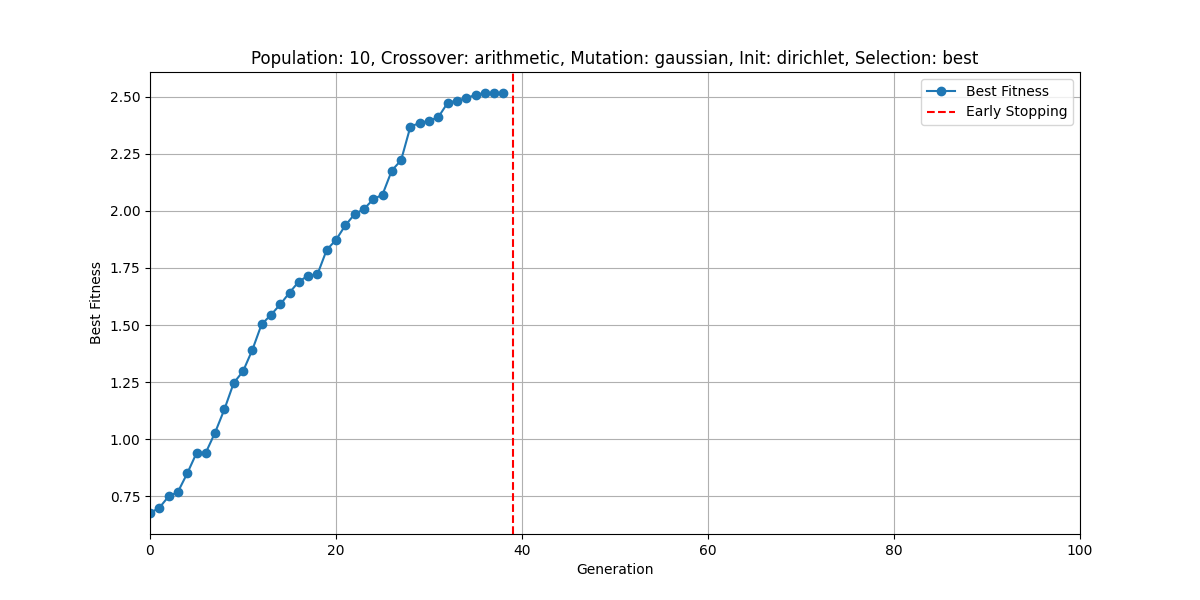 Population: 10, Crossover: arithmetic, Mutation: gaussian, Init: dirichlet, Selection: best
Best Fitness
Early Stopping
2.50
2.25
2.00
1.75
1.50
1.25
1.00
0.75
Best Fitness
0 20 40 60 80 100
Generation